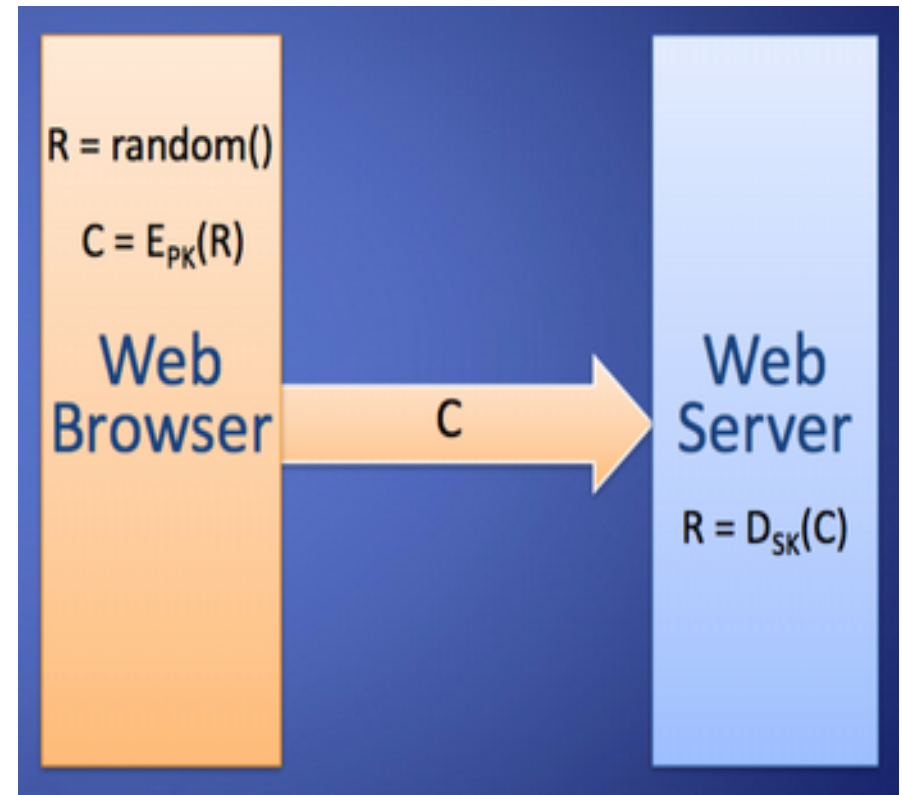 R = random()
C = E_PK(R)
Web
Browser
C
Web
Server
R = D_SK(C)